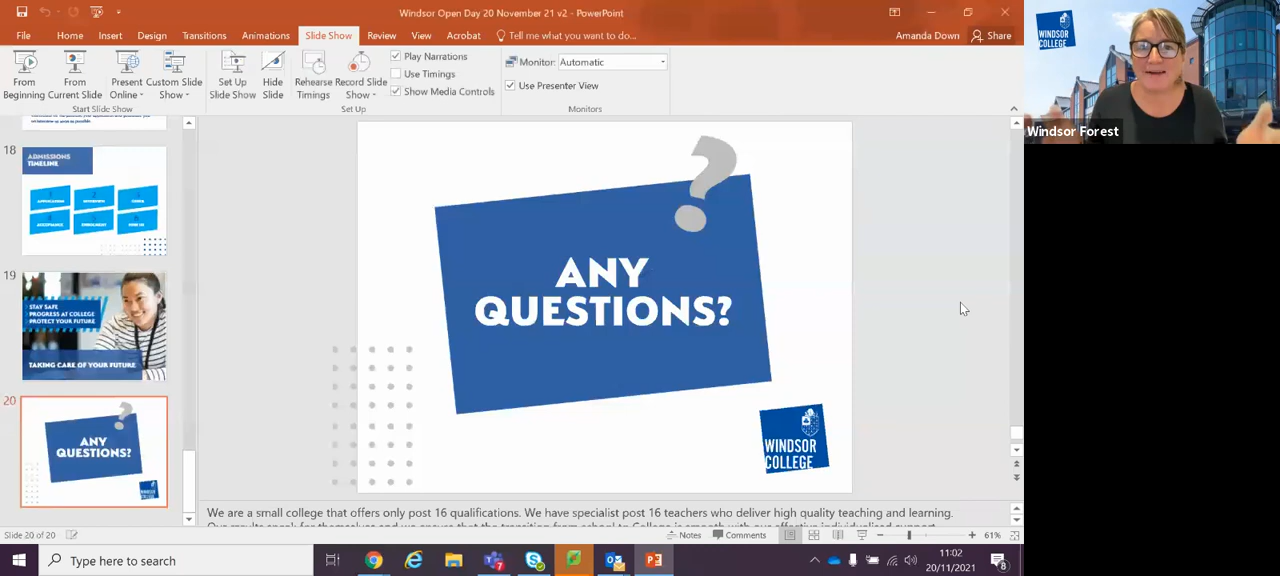 Windsor Open Day 20 November 21 v2 - PowerPoint
File Home Insert Design Transitions Animations Slide Show Review View Acrobat Tell me what you want to do... Amanda Down Share
From Beginning
From Current Slide
Present Online
Custom Slide Show
Set Up Slide Show
Hide Slide
Rehearse Timings
Record Slide Show
Play Narrations
Use Timings
Show Media Controls
Monitor: Automatic
Use Presenter View
Start Slide Show Set Up Monitors
WINDSOR
COLLEGE
Windsor Forest
18
ADMISSIONS
TIMELINE
19
STAY SAFE
PROGRESS AT COLLEGE
PROTECT YOUR FUTURE
TAKING CARE OF YOUR FUTURE
20
ANY
QUESTIONS?
ANY
QUESTIONS?
WINDSOR
COLLEGE
We are a small college that offers only post 16 qualifications. We have specialist post 16 teachers who deliver high quality teaching and learning.
Slide 20 of 20 Notes Comments 61%
Type here to search
11:02
20/11/2021
8